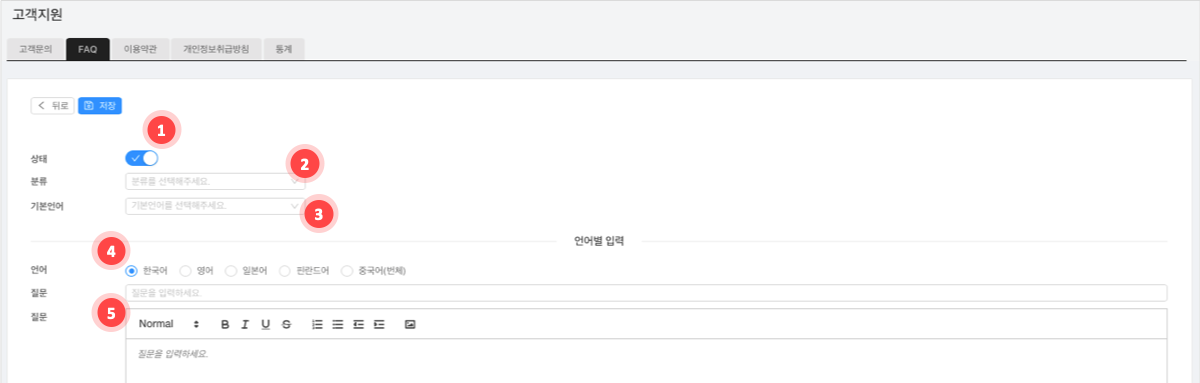 고객지원
고객문의 FAQ 이용약관 개인정보취급방침 통계
뒤로 저장
1
상태
2
분류 분류를 선택해주세요.
기본언어 기본언어를 선택해주세요.
3
언어별 입력
4
언어 한국어 영어 일본어 핀란드어 중국어(번체)
질문 질문을 입력하세요.
5
질문 Normal B I U S
질문을 입력하세요.